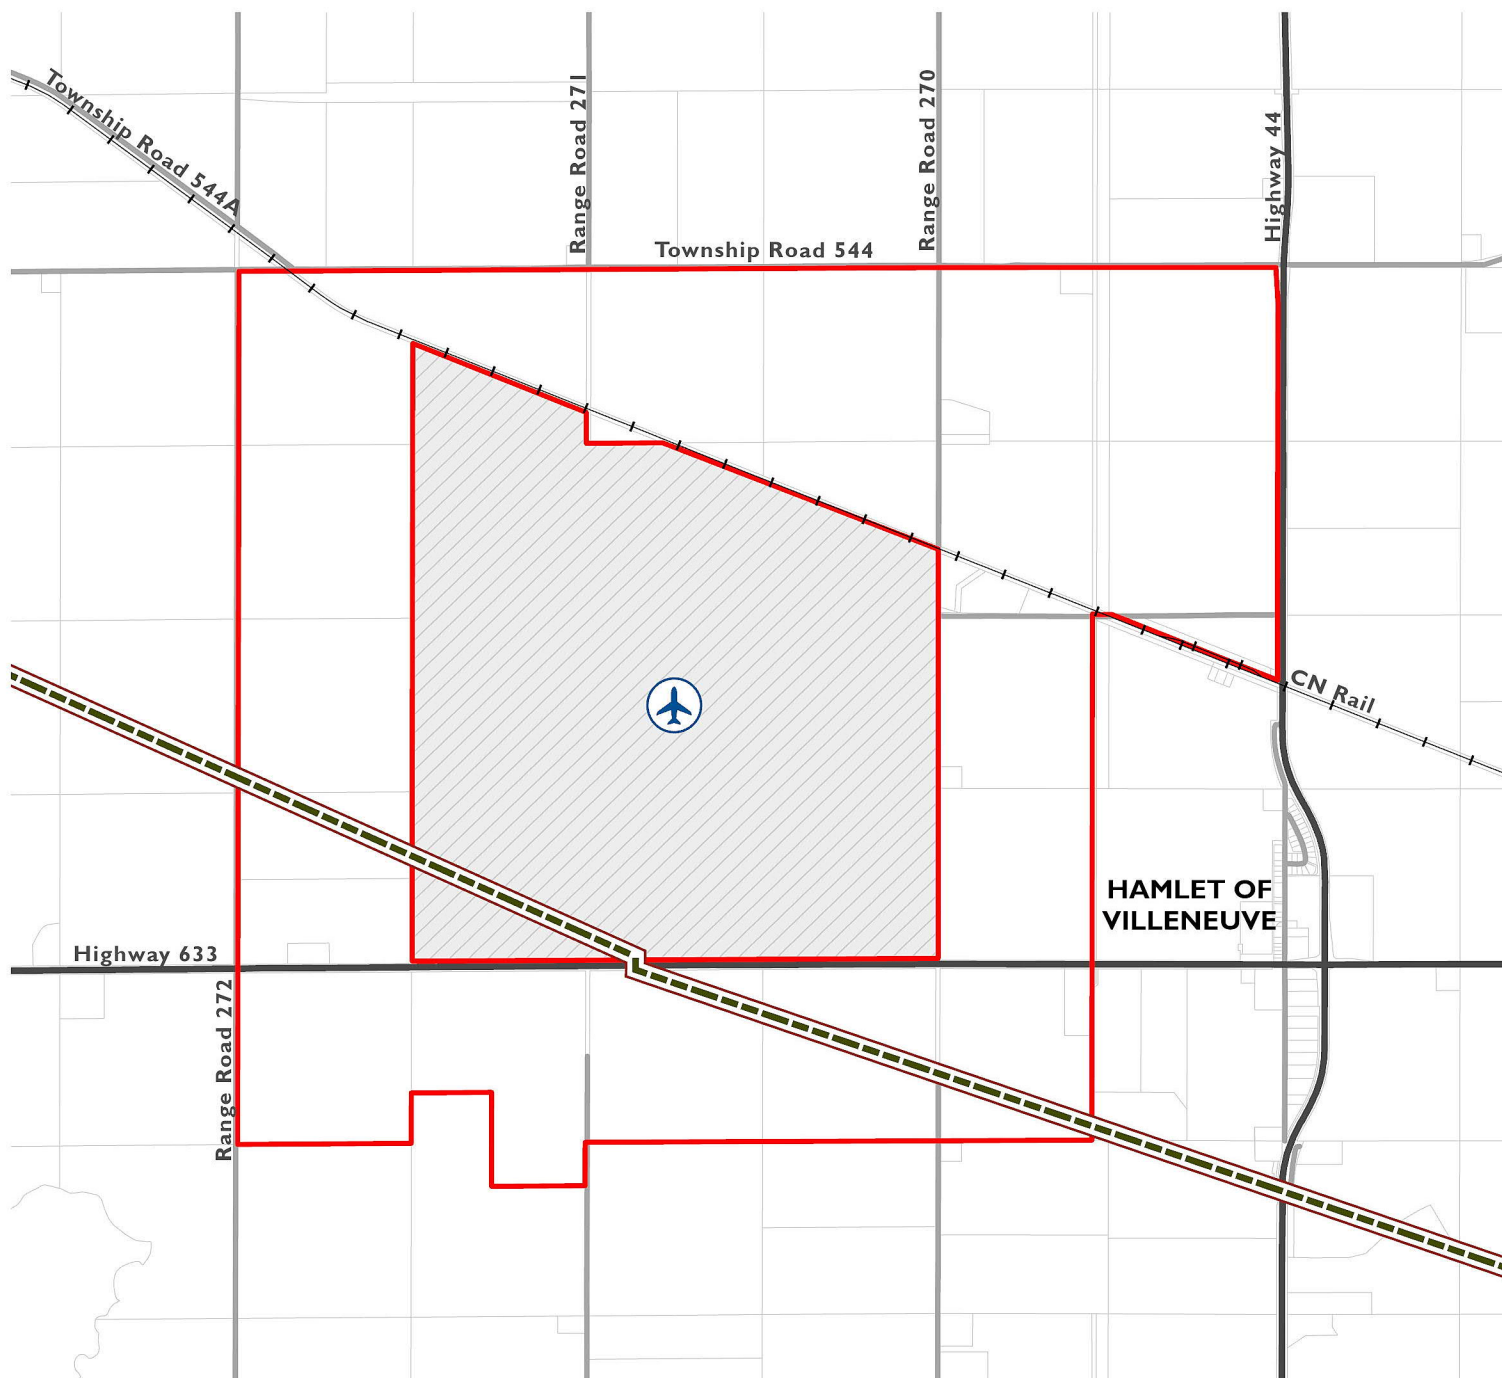 Township Road 544A
Range Road 271
Range Road 270
Highway 44
Township Road 544
CN Rail
HAMLET OF
VILLENEUVE
Highway 633
Range Road 272